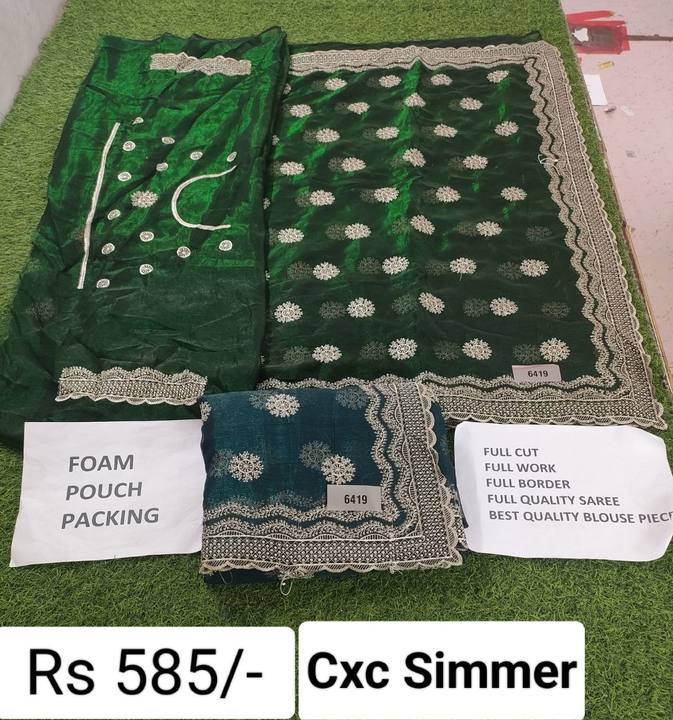 6419
6419
FOAM
POUCH
PACKING
FULL CUT
FULL WORK
FULL BORDER
FULL QUALITY SAREE
BEST QUALITY BLOUSE PIEC
Rs 585/-
Cxc Simmer